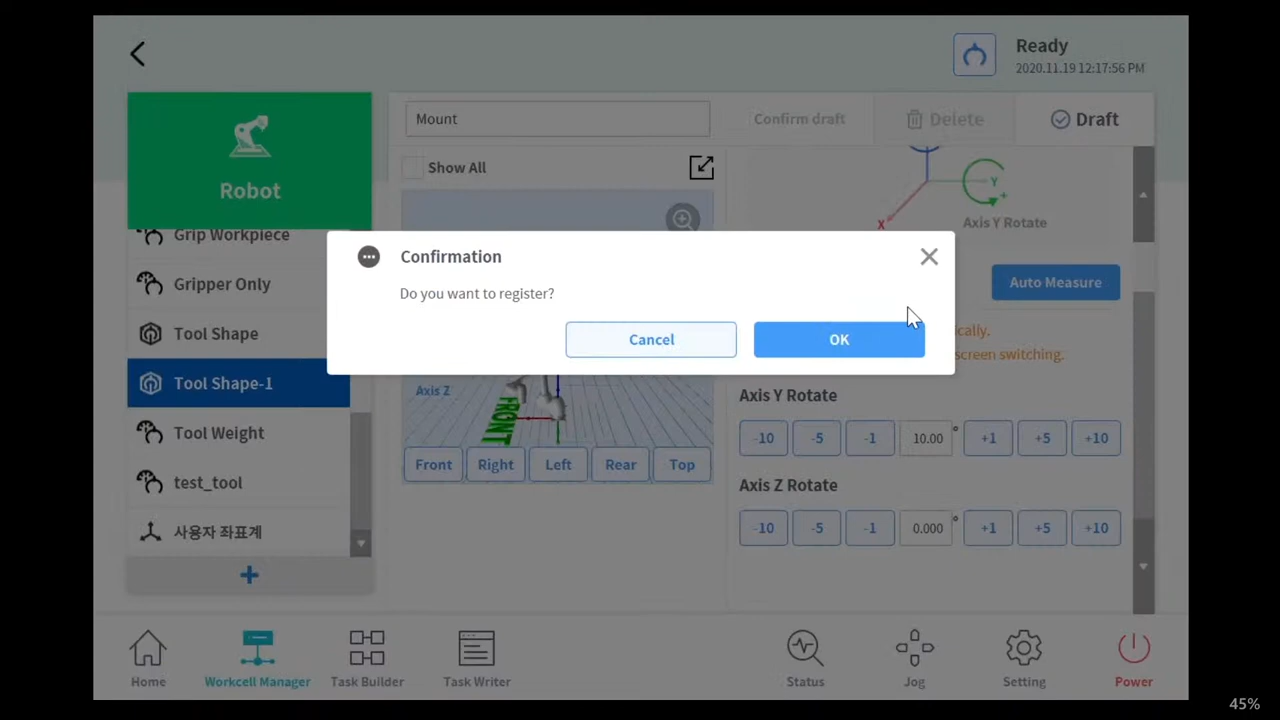 Ready
2020.11.19 12:17:56 PM
Robot
Mount
Confirm draft
Delete
Draft
Show All
Y
X
Axis Y Rotate
Grip Workpiece
Gripper Only
Tool Shape
Tool Shape-1
Tool Weight
test_tool
사용자 좌표계
+
Confirmation
Do you want to register?
Cancel
OK
Auto Measure
ically.
screen switching.
Axis Z
FRONT
Front
Right
Left
Rear
Top
Axis Y Rotate
-10 -5 -1 10.00 ° +1 +5 +10
Axis Z Rotate
-10 -5 -1 0.000 ° +1 +5 +10
Home
Workcell Manager
Task Builder
Task Writer
Status
Jog
Setting
Power
45%